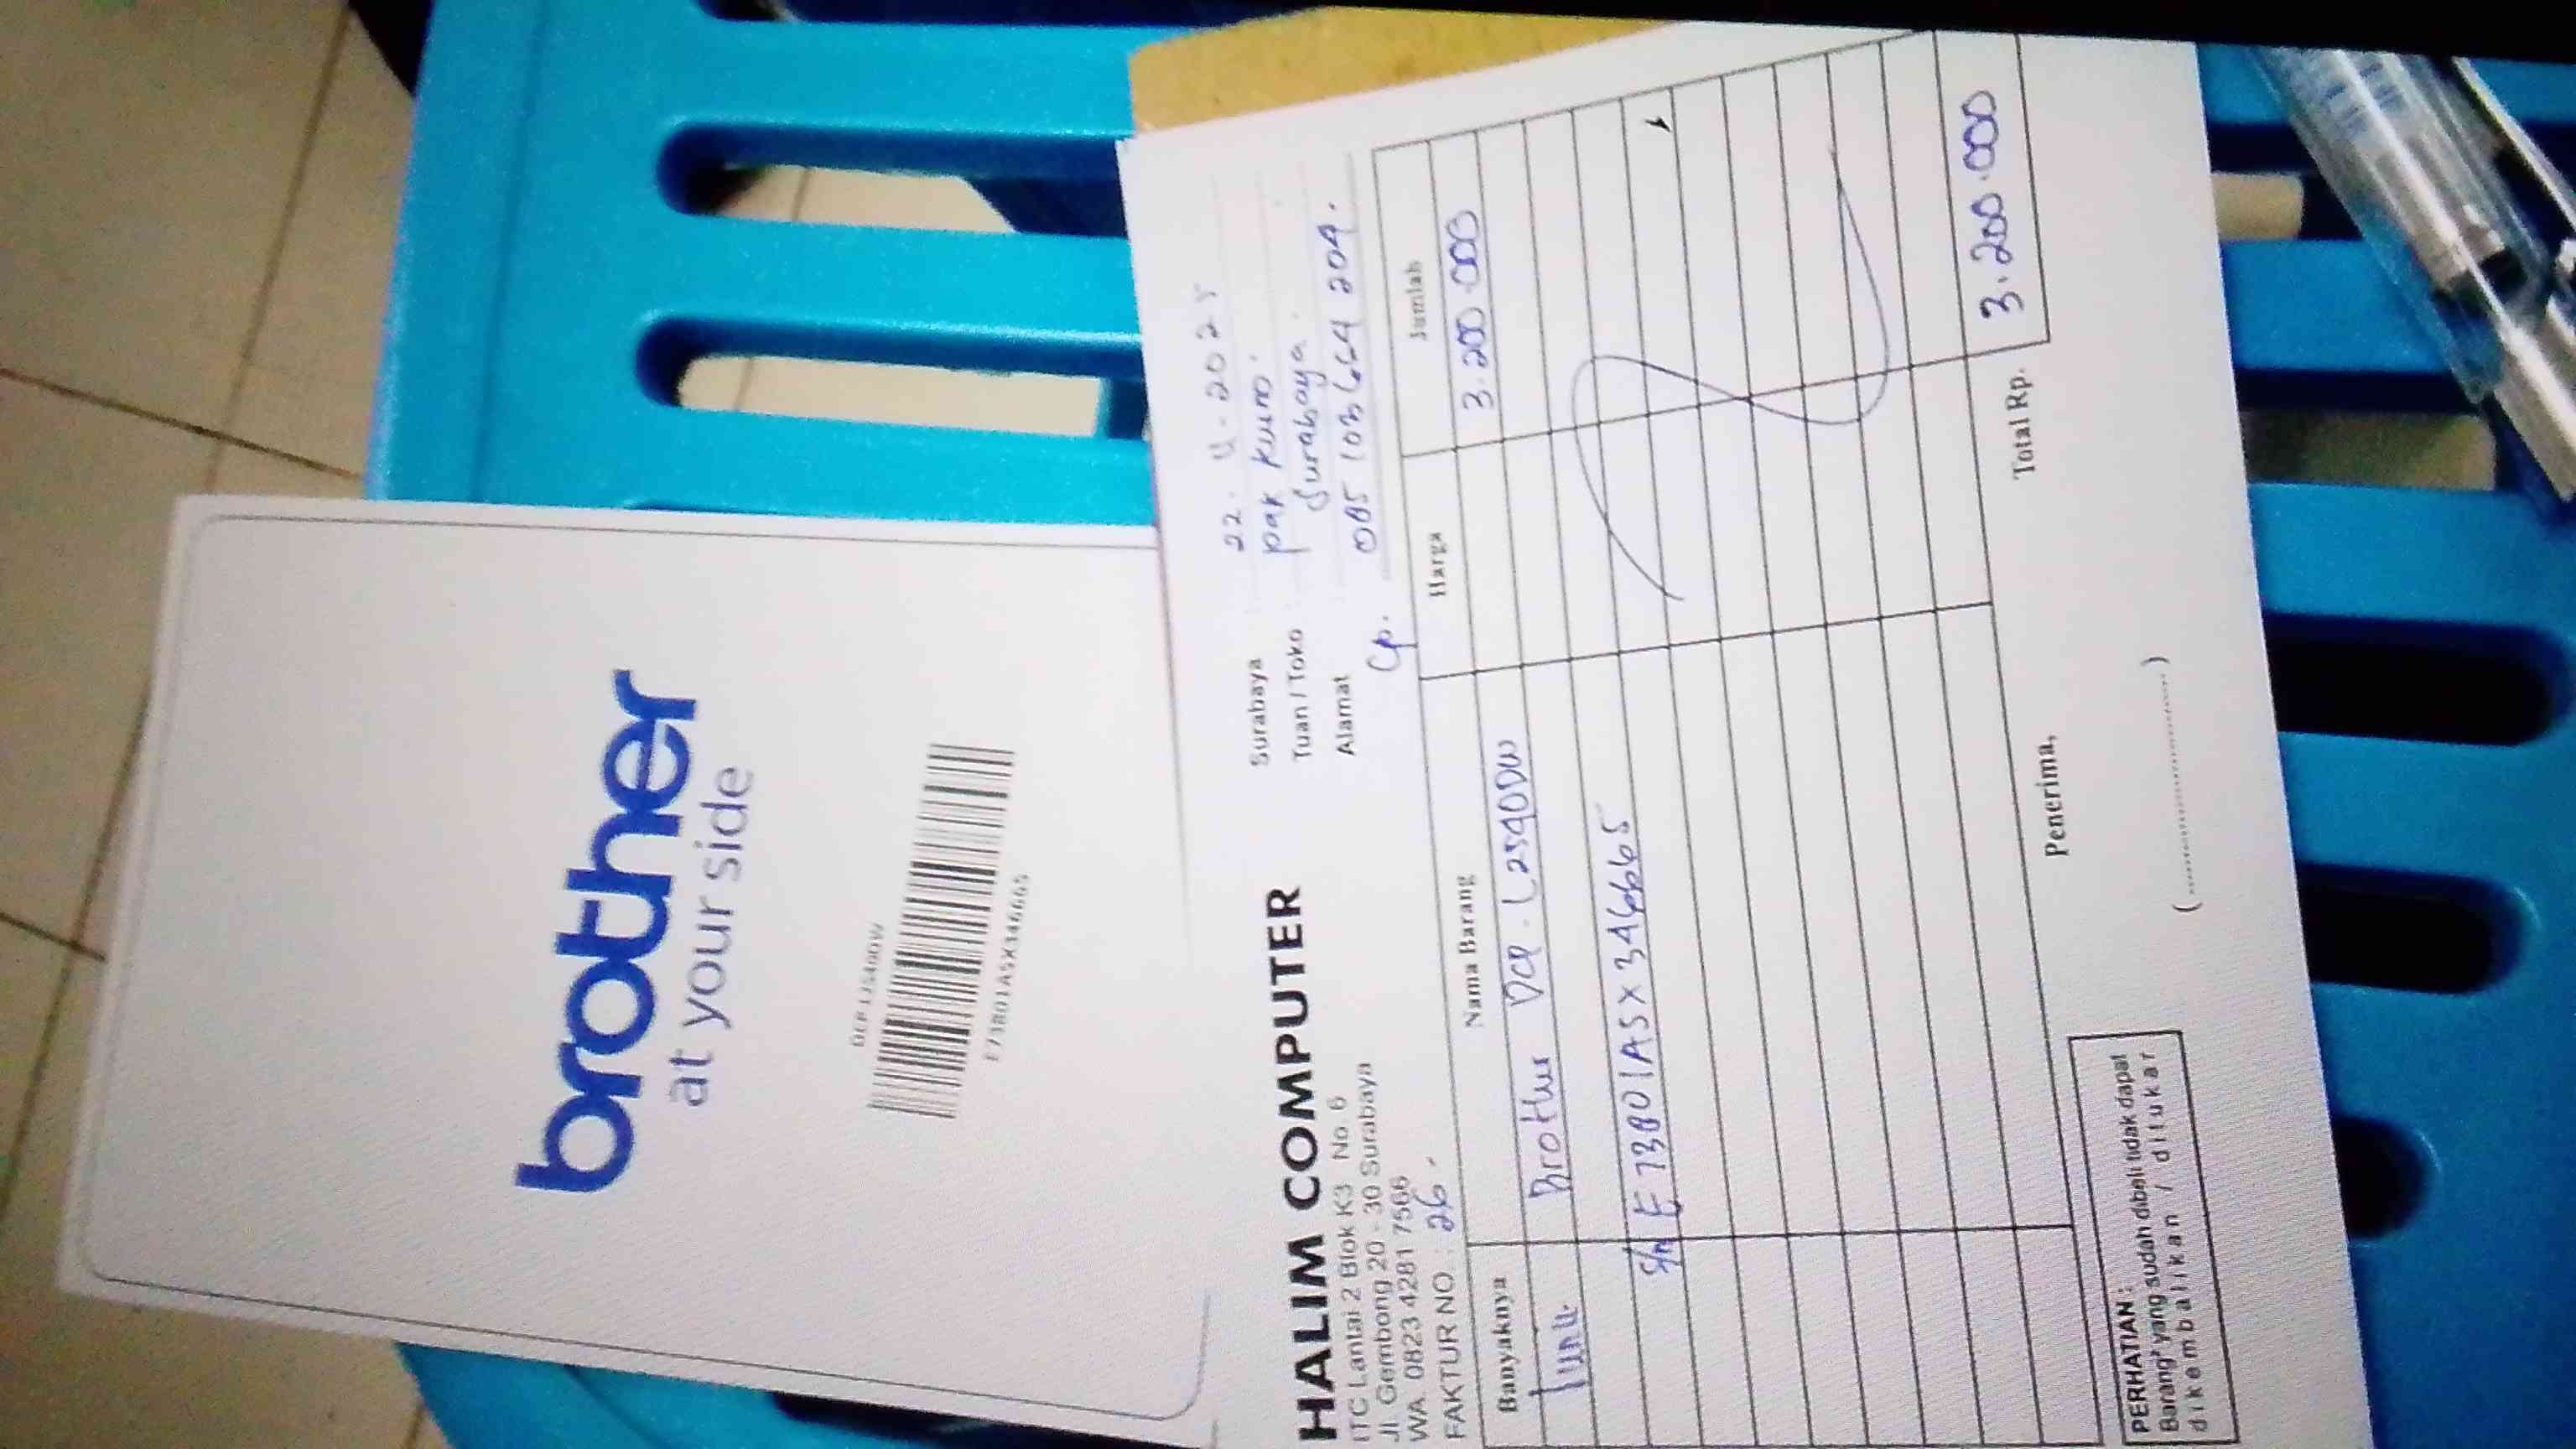 brother
at your side
DCP-L2540DW
E73801A5X346665
HALIM COMPUTER
ITC Lantai 2 Blok K3 No. 6
Jl. Gembong 20 - 30 Surabaya
WA. 0823 4281 7566
FAKTUR NO. : 26.
Surabaya 22. 4. 2025
Tuan / Toko pak
Alamat Surabaya.
Cp. 085 103 664 204.
Banyaknya Nama Barang Harga Jumlah
1 unit Brother DCP-L2540DW 3.200.000
S/n E73801A5X346665
Total Rp. 3.200.000
Penerima,
(....................)
PERHATIAN :
Barang² yang sudah dibeli tidak dapat
dikembalikan / ditukar